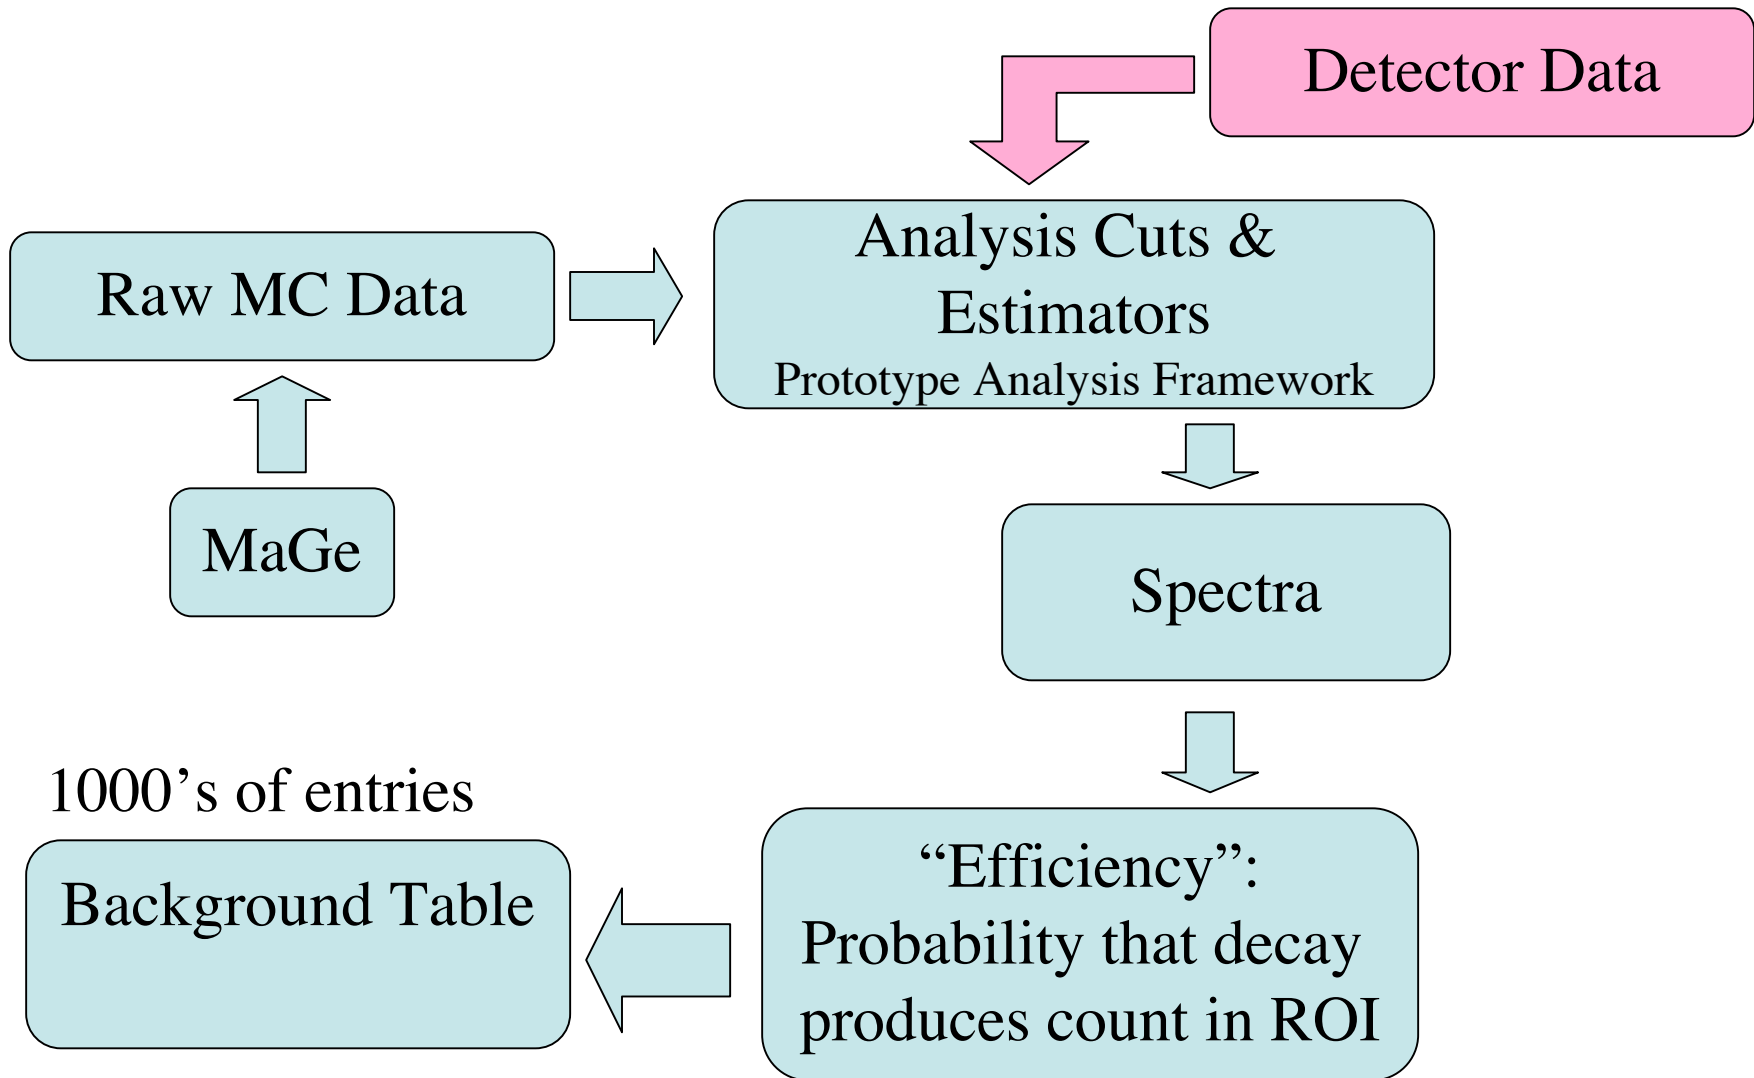 Detector Data
Raw MC Data
Analysis Cuts &
Estimators
Prototype Analysis Framework
MaGe
Spectra
1000’s of entries
Background Table
“Efficiency”:
Probability that decay
produces count in ROI